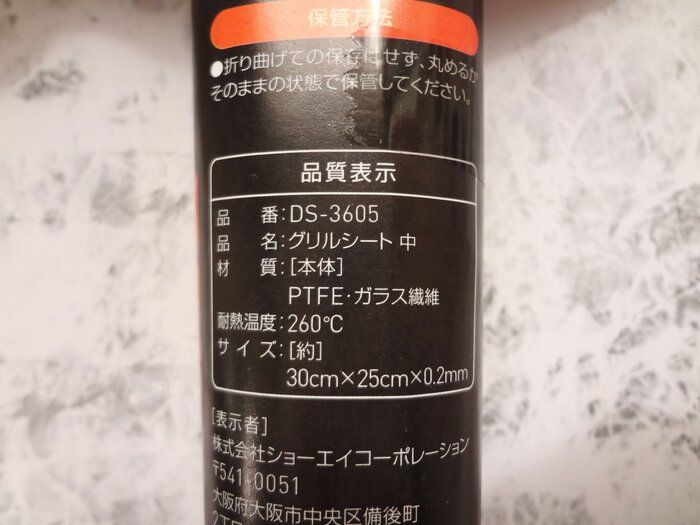 保管方法
●折り曲げての保存はせず、丸めるか
そのままの状態で保管してください。
品質表示
品　番：DS-3605
品　名：グリルシート 中
材　質：[本体]
PTFE・ガラス繊維
耐熱温度：260℃
サイズ：[約]
30cm×25cm×0.2mm
[表示者]
株式会社ショーエイコーポレーション
〒541-0051
大阪府大阪市中央区備後町